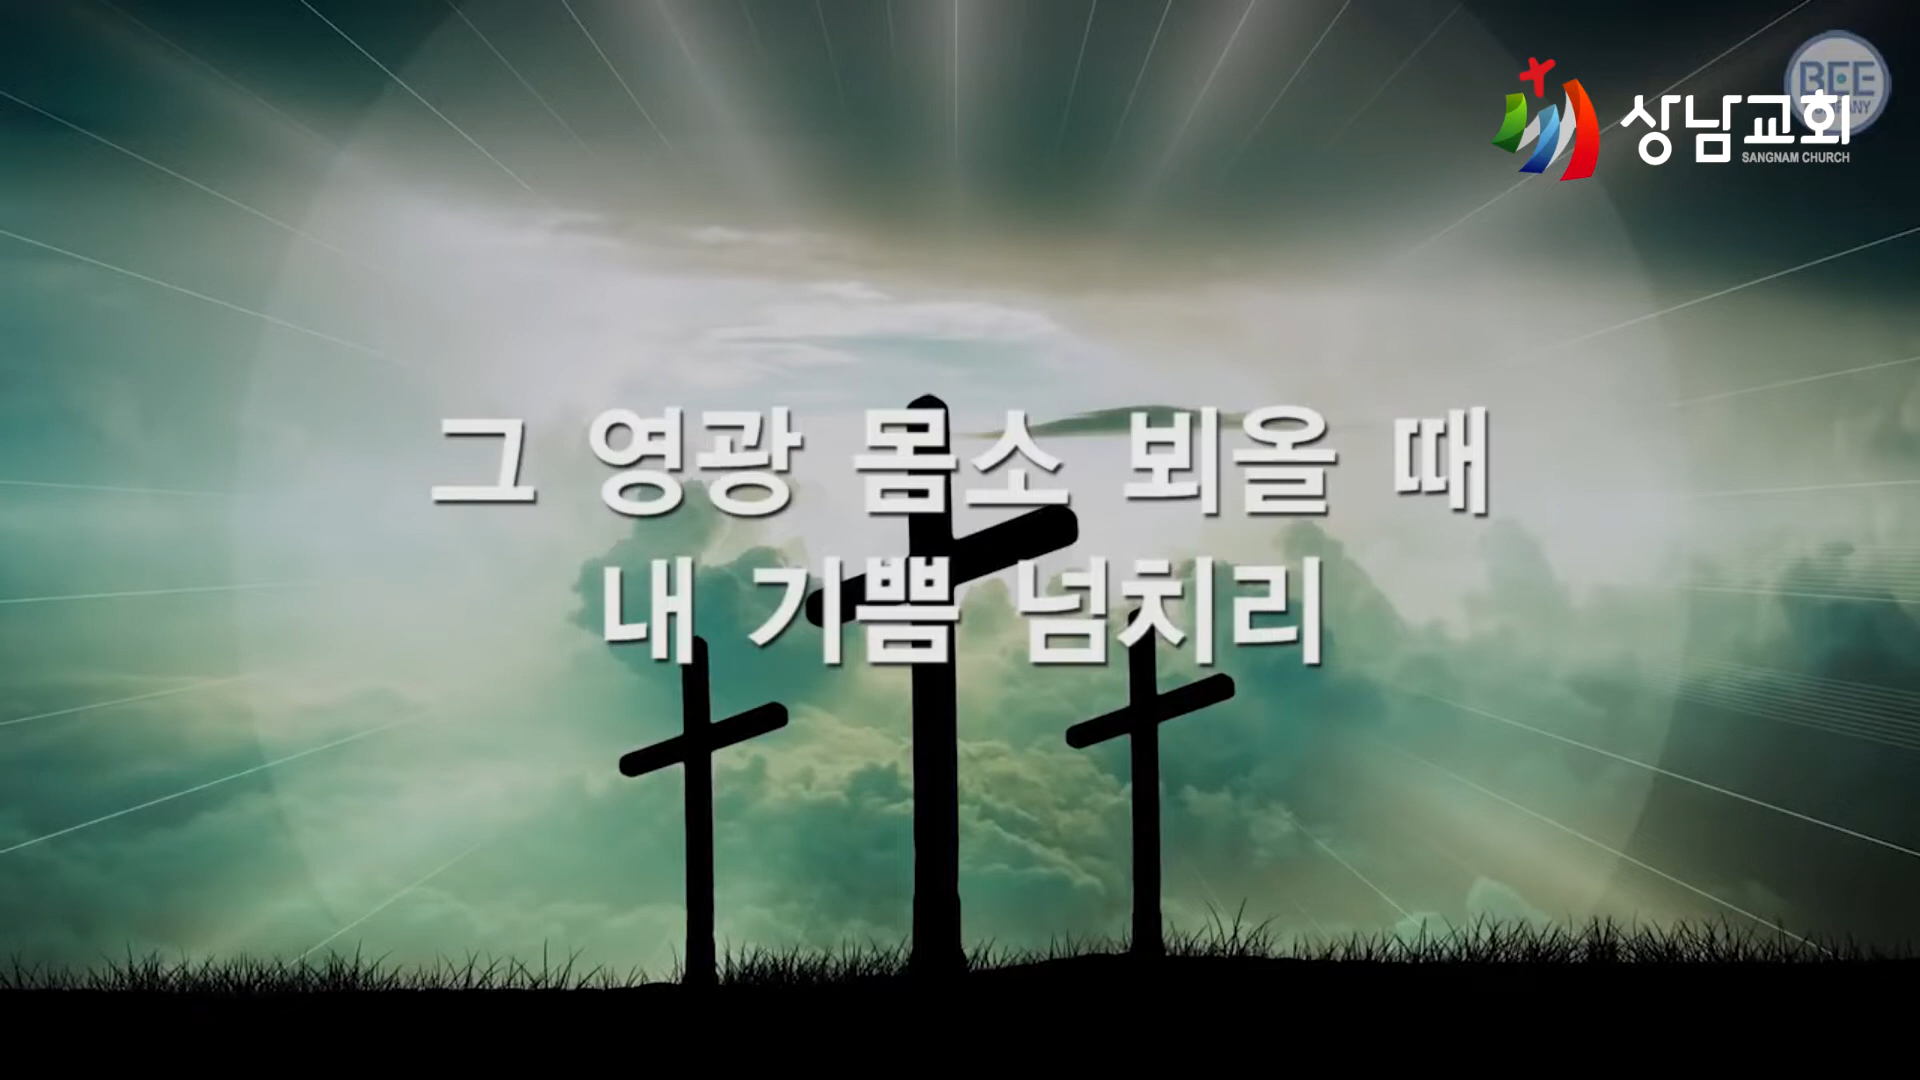 BEE
상남교회
SANGNAM CHURCH
그 영광 몸소 뵈올 때
내 기쁨 넘치리